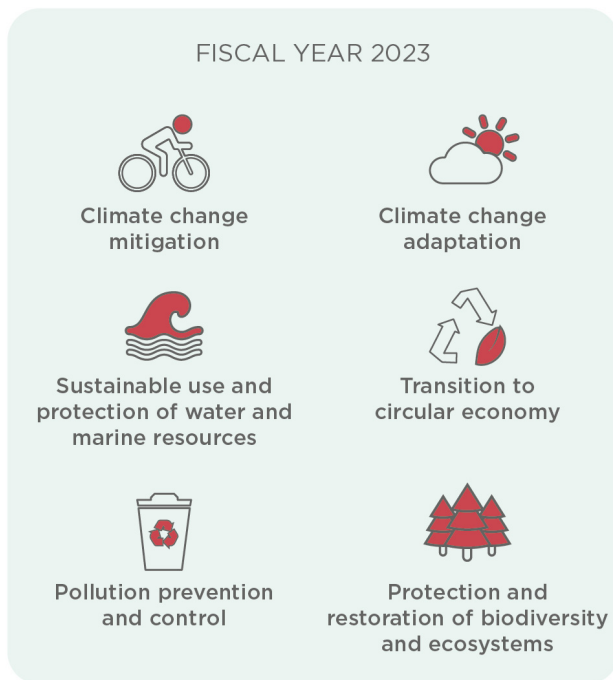 FISCAL YEAR 2023
Climate change
mitigation
Climate change
adaptation
Sustainable use and
protection of water and
marine resources
Transition to
circular economy
Pollution prevention
and control
Protection and
restoration of biodiversity
and ecosystems